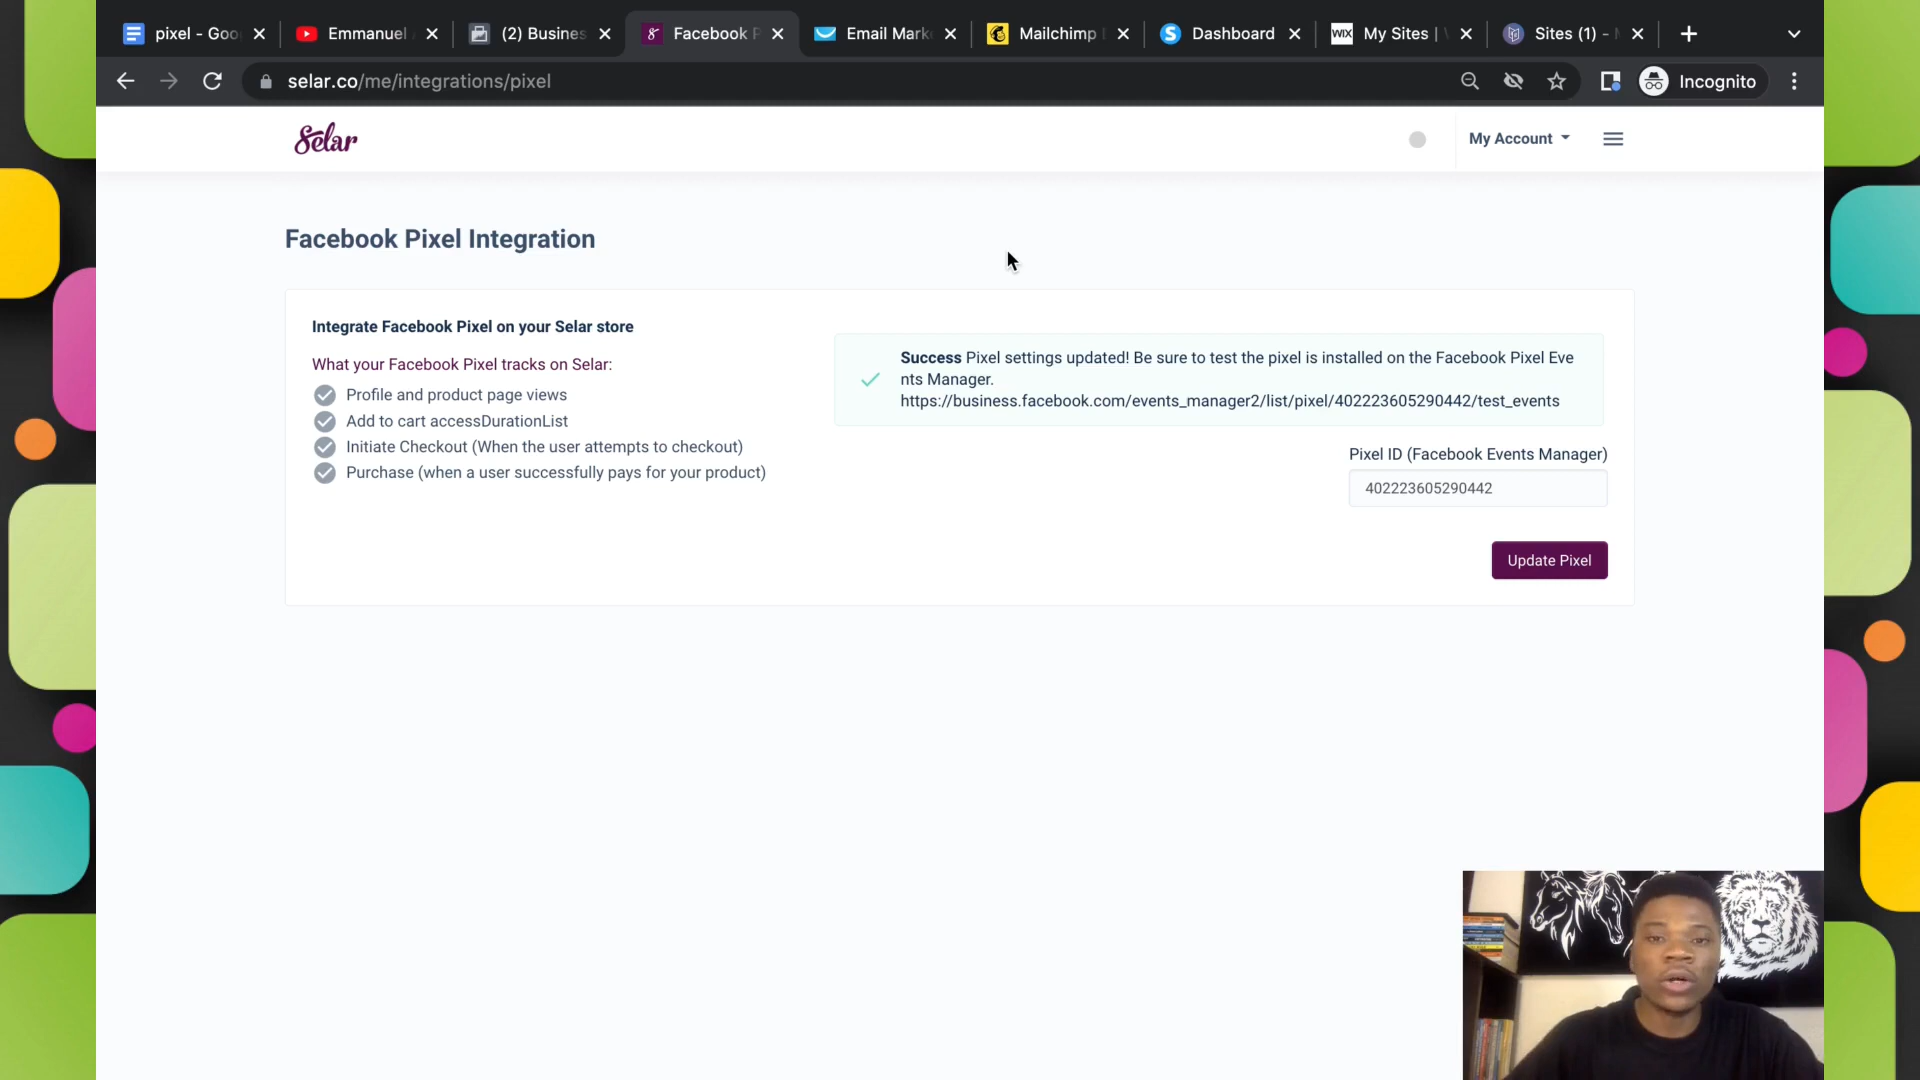 pixel - Goo
Emmanuel
(2) Busines
Facebook P
Email Mark
Mailchimp
Dashboard
My Sites |
Sites (1) -
selar.co/me/integrations/pixel
Incognito
Selar
My Account
Facebook Pixel Integration
Integrate Facebook Pixel on your Selar store
What your Facebook Pixel tracks on Selar:
Profile and product page views
Add to cart accessDurationList
Initiate Checkout (When the user attempts to checkout)
Purchase (when a user successfully pays for your product)
Success Pixel settings updated! Be sure to test the pixel is installed on the Facebook Pixel Eve
nts Manager.
https://business.facebook.com/events_manager2/list/pixel/402223605290442/test_events
Pixel ID (Facebook Events Manager)
402223605290442
Update Pixel